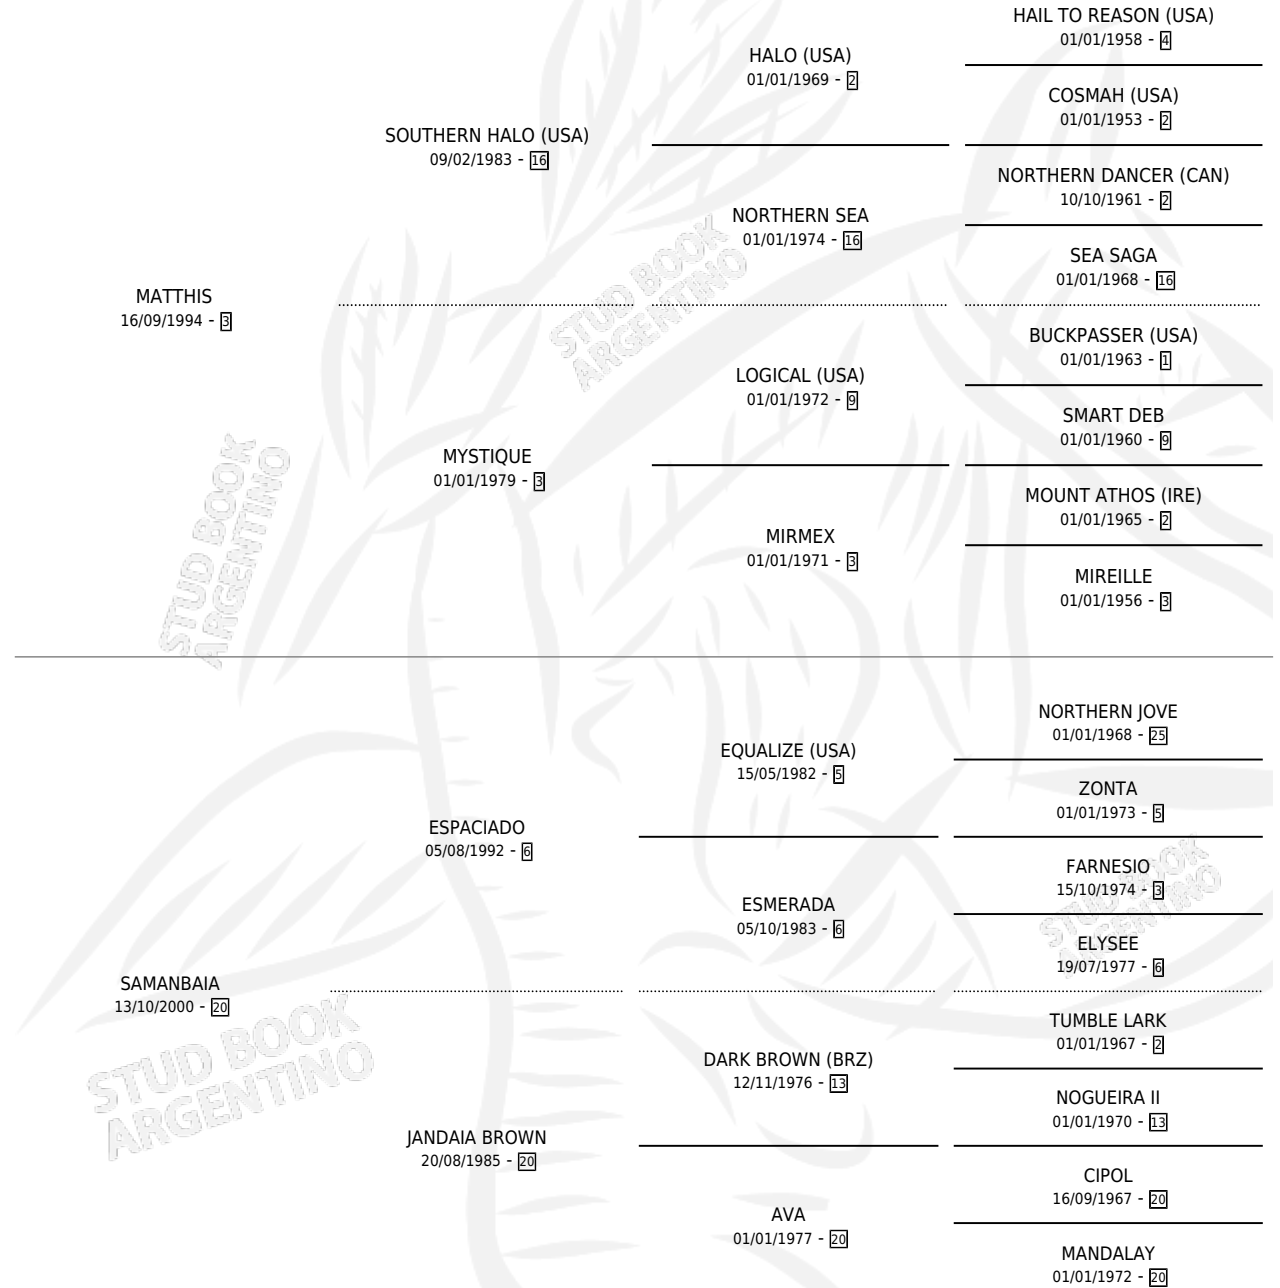 HAIL TO REASON (USA)
01/01/1958 - 4
HALO (USA)
01/01/1969 - 2
COSMAH (USA)
01/01/1953 - 2
SOUTHERN HALO (USA)
09/02/1983 - 16
NORTHERN DANCER (CAN)
10/10/1961 - 2
NORTHERN SEA
01/01/1974 - 16
SEA SAGA
01/01/1968 - 16
MATTHIS
16/09/1994 - 3
BUCKPASSER (USA)
01/01/1963 - 1
LOGICAL (USA)
01/01/1972 - 9
SMART DEB
01/01/1960 - 9
MYSTIQUE
01/01/1979 - 3
MOUNT ATHOS (IRE)
01/01/1965 - 2
MIRMEX
01/01/1971 - 3
MIREILLE
01/01/1956 - 3
STUD BOOK
ARGENTINO
STUD BOOK
ARGENTINO
NORTHERN JOVE
01/01/1968 - 25
EQUALIZE (USA)
15/05/1982 - 5
ZONTA
01/01/1973 - 5
ESPACIADO
05/08/1992 - 6
FARNESIO
15/10/1974 - 3
ESMERADA
05/10/1983 - 6
ELYSEE
19/07/1977 - 6
STUD BOOK
ARGENTINO
SAMANBAIA
13/10/2000 - 20
TUMBLE LARK
01/01/1967 - 2
DARK BROWN (BRZ)
12/11/1976 - 13
NOGUEIRA II
01/01/1970 - 13
STUD BOOK
ARGENTINO
JANDAIA BROWN
20/08/1985 - 20
CIPOL
16/09/1967 - 20
AVA
01/01/1977 - 20
MANDALAY
01/01/1972 - 20